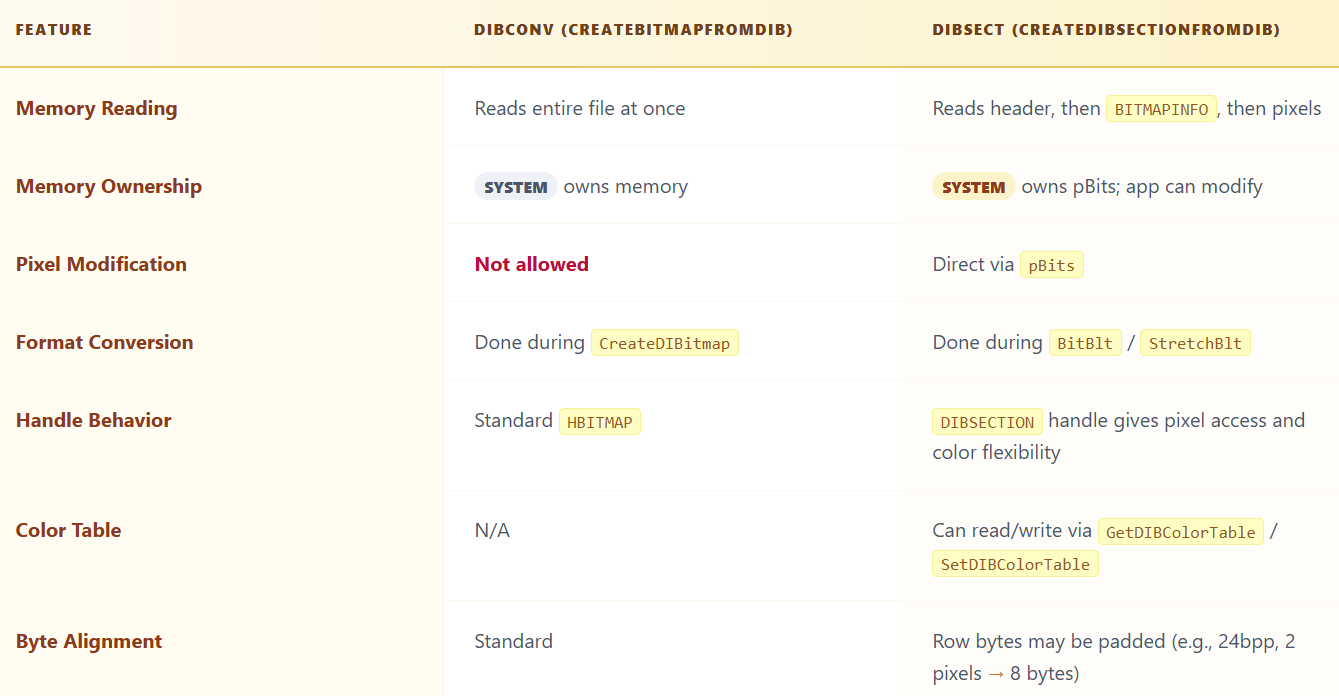 FEATURE DIBCONV (CREATEBITMAPFROMDIB) DIBSECT (CREATEDIBSECTIONFROMDIB)
Memory Reading Reads entire file at once Reads header, then BITMAPINFO, then pixels
Memory Ownership SYSTEM owns memory SYSTEM owns pBits; app can modify
Pixel Modification Not allowed Direct via pBits
Format Conversion Done during CreateDIBitmap Done during BitBlt / StretchBlt
Handle Behavior Standard HBITMAP DIBSECTION handle gives pixel access and
color flexibility
Color Table N/A Can read/write via GetDIBColorTable /
SetDIBColorTable
Byte Alignment Standard Row bytes may be padded (e.g., 24bpp, 2
pixels → 8 bytes)